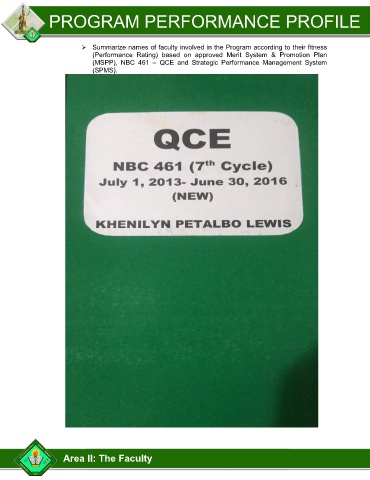 PROGRAM PERFORMANCE PROFILE
➢ Summarize names of faculty involved in the Program according to their fitness
(Performance Rating) based on approved Merit System & Promotion Plan
(MSPP), NBC 461 – QCE and Strategic Performance Management System
(SPMS).
QCE
NBC 461 (7th Cycle)
July 1, 2013- June 30, 2016
(NEW)
KHENILYN PETALBO LEWIS
Area II: The Faculty